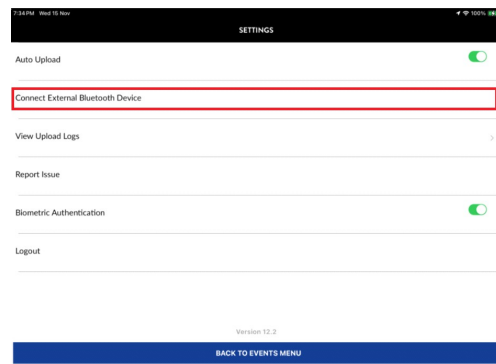 7:34 PM Wed 15 Nov
100%
SETTINGS
Auto Upload
Connect External Bluetooth Device
View Upload Logs
Report Issue
Biometric Authentication
Logout
Version 12.2
BACK TO EVENTS MENU